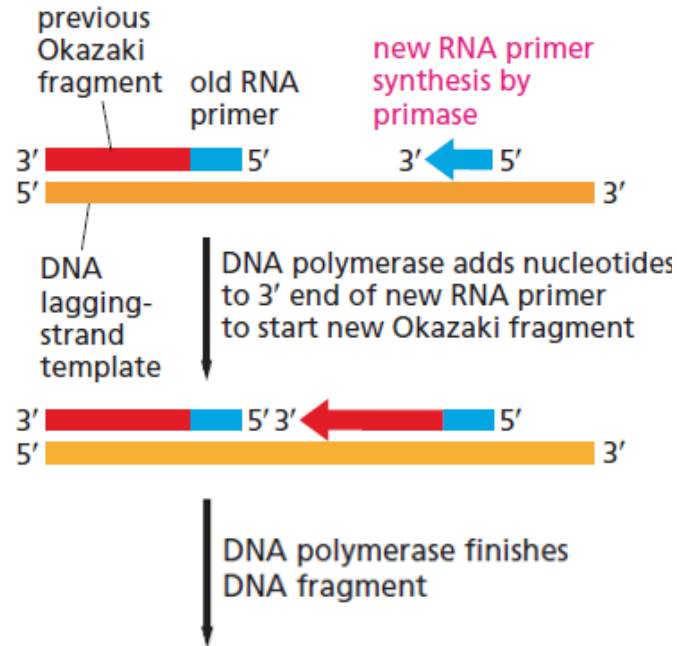 previous
Okazaki
fragment
old RNA
primer
new RNA primer
synthesis by
primase
3′ 5′ 3′ 5′
5′ 3′
DNA
lagging-
strand
template
DNA polymerase adds nucleotides
to 3′ end of new RNA primer
to start new Okazaki fragment
3′ 5′ 3′ 5′
5′ 3′
DNA polymerase finishes
DNA fragment